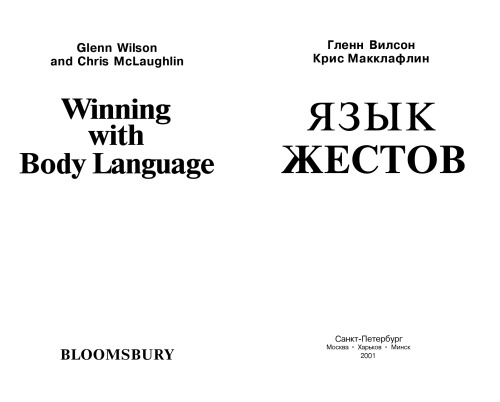 Glenn Wilson
and Chris McLaughlin
Winning
with
Body Language
BLOOMSBURY
Гленн Вилсон
Крис Макклафлин
ЯЗЫК
ЖЕСТОВ
Санкт-Петербург
Москва • Харьков • Минск
2001